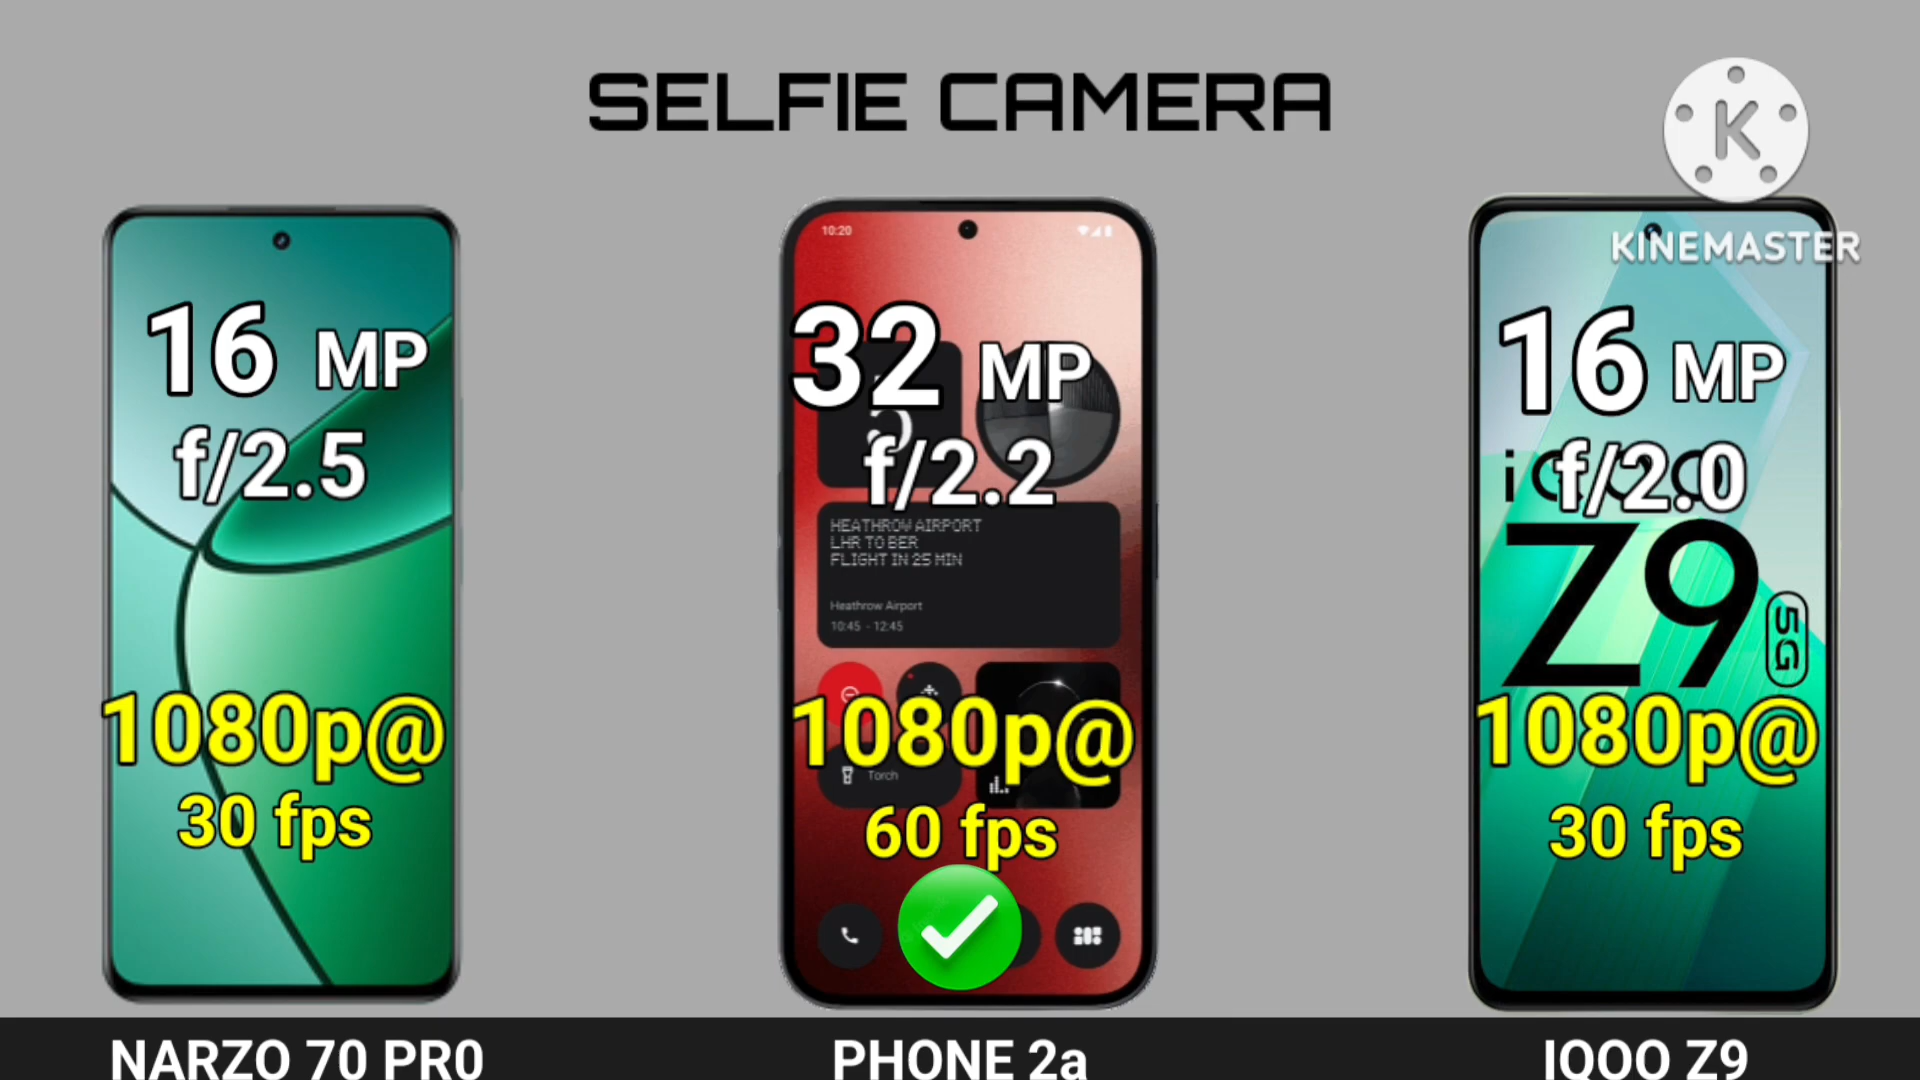 SELFIE CAMERA
K
KINEMASTER
16 MP
f/2.5
1080p@
30 fps
NARZO 70 PRO
10:20
32 MP
f/2.2
HEATHROW AIRPORT
LHR TO BER
FLIGHT IN 25 MIN
Heathrow Airport
10:45 - 12:45
1080p@
Torch
60 fps
PHONE 2a
16 MP
f/2.0
Z9
5G
1080p@
30 fps
IQOO Z9